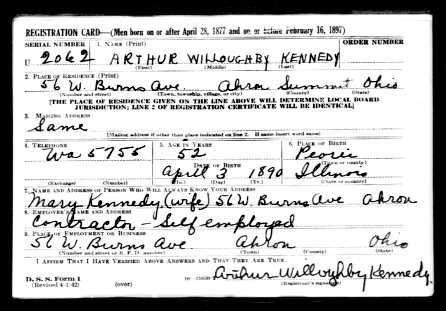 REGISTRATION CARD—(Men born on or after April 28, 1877 and on or before February 16, 1897)
SERIAL NUMBER 1. NAME (Print) ORDER NUMBER
U 2062 ARTHUR WILLOUGHBY KENNEDY
(First) (Middle) (Last)
2. PLACE OF RESIDENCE (Print)
56 W. Burns Ave. Akron Summit Ohio
(Number and street) (Town, township, village, or city) (County) (State)
[THE PLACE OF RESIDENCE GIVEN ON THE LINE ABOVE WILL DETERMINE LOCAL BOARD
JURISDICTION; LINE 2 OF REGISTRATION CERTIFICATE WILL BE IDENTICAL]
3. MAILING ADDRESS
Same
[Mailing address if other than place indicated on line 2. If same insert word same]
4. TELEPHONE 5. AGE IN YEARS 6. PLACE OF BIRTH
Wa 5755 52 Peoria
DATE OF BIRTH (Town or county)
April 3 1890 Illinois
(Exchange) (Number) (Mo.) (Day) (Yr.) (State or country)
7. NAME AND ADDRESS OF PERSON WHO WILL ALWAYS KNOW YOUR ADDRESS
Mary Kennedy (wife) 56 W. Burns Ave Akron
8. EMPLOYER'S NAME AND ADDRESS
Contractor - Self employed
9. PLACE OF EMPLOYMENT OR BUSINESS
56 W. Burns Ave. Akron Ohio
(Number and street or R. F. D. number) (Town) (County) (State)
I AFFIRM THAT I HAVE VERIFIED ABOVE ANSWERS AND THAT THEY ARE TRUE.
D. S. S. Form 1 Arthur Willoughby Kennedy
(Revised 4-1-42) (over) (Registrant's signature)